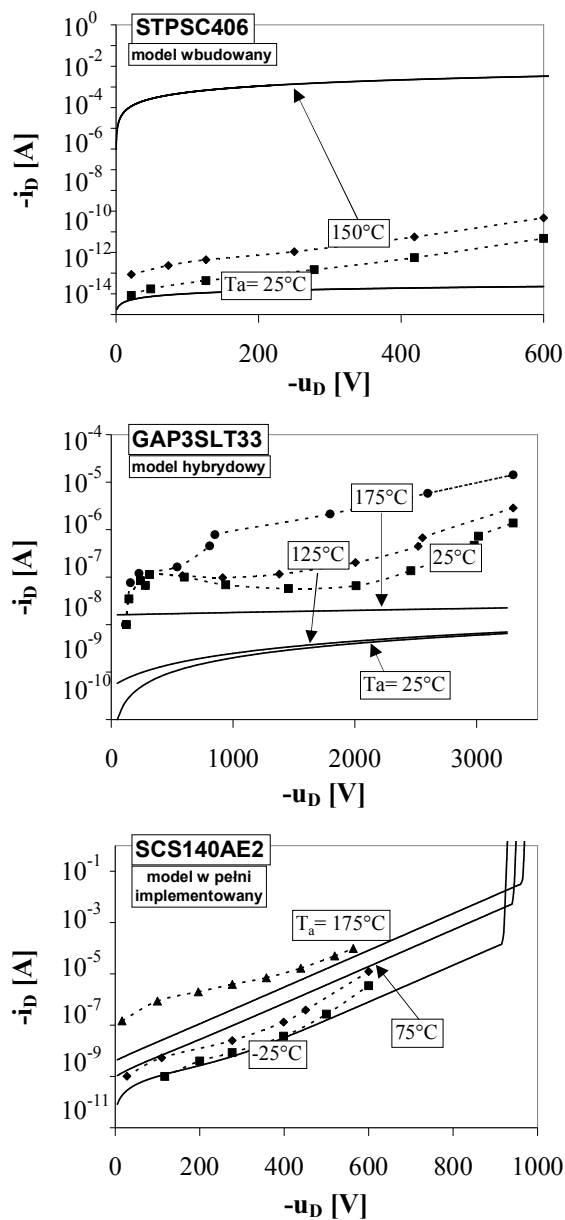 STPSC406
model wbudowany
10⁰
10⁻²
10⁻⁴
10⁻⁶
10⁻⁸
10⁻¹⁰
10⁻¹²
10⁻¹⁴
-i_D [A]
150°C
Ta= 25°C
0 200 400 600
-u_D [V]
GAP3SLT33
model hybrydowy
10⁻⁴
10⁻⁵
10⁻⁶
10⁻⁷
10⁻⁸
10⁻⁹
10⁻¹⁰
-i_D [A]
175°C
125°C
25°C
Ta= 25°C
0 1000 2000 3000
-u_D [V]
SCS140AE2
model w pełni
implementowany
10⁻¹
10⁻³
10⁻⁵
10⁻⁷
10⁻⁹
10⁻¹¹
-i_D [A]
T_a = 175°C
75°C
-25°C
0 200 400 600 800 1000
-u_D [V]